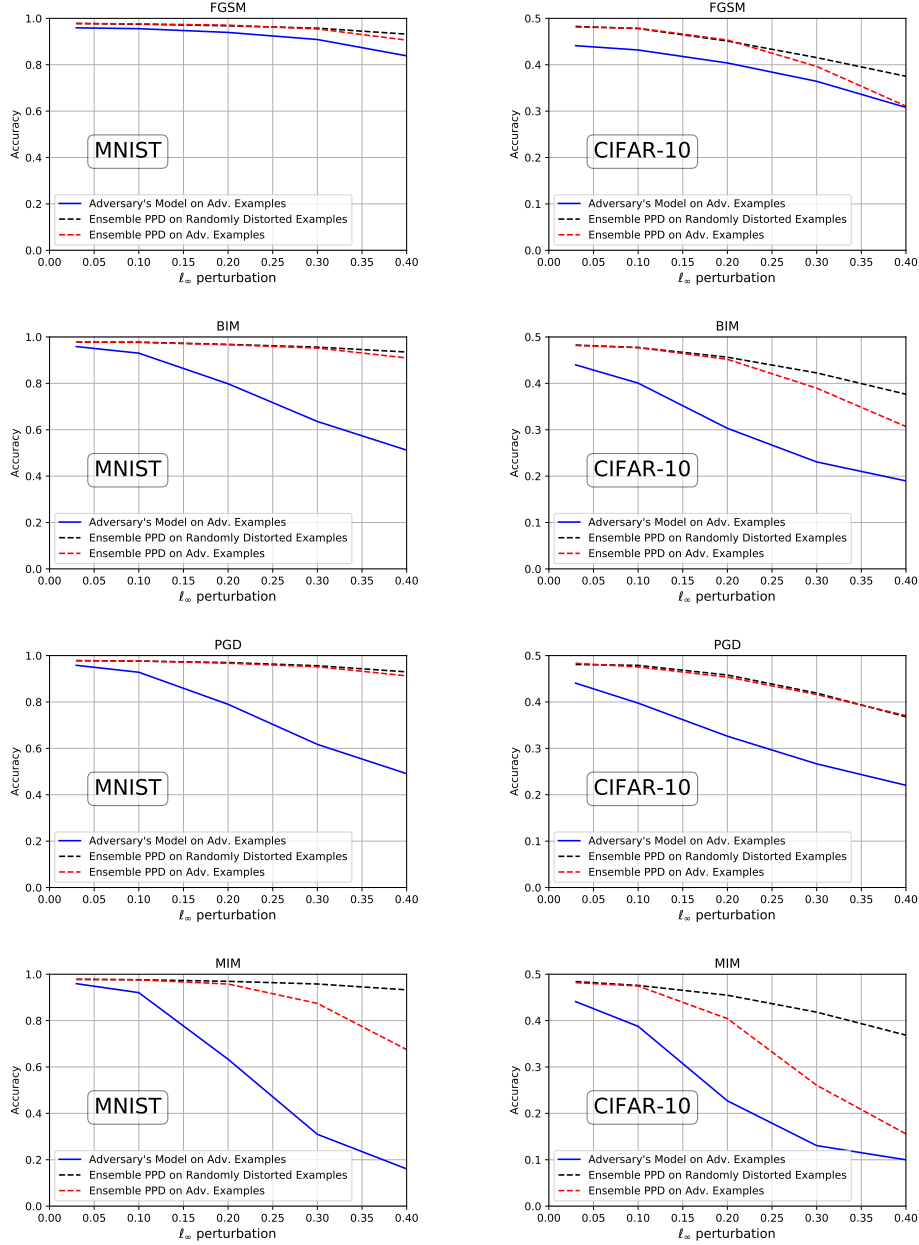 FGSM
1.0
0.8
0.6
0.4
0.2
0.0
Accuracy
MNIST
Adversary's Model on Adv. Examples
Ensemble PPD on Randomly Distorted Examples
Ensemble PPD on Adv. Examples
0.00 0.05 0.10 0.15 0.20 0.25 0.30 0.35 0.40
ℓ∞ perturbation
FGSM
0.5
0.4
0.3
0.2
0.1
0.0
Accuracy
CIFAR-10
Adversary's Model on Adv. Examples
Ensemble PPD on Randomly Distorted Examples
Ensemble PPD on Adv. Examples
0.00 0.05 0.10 0.15 0.20 0.25 0.30 0.35 0.40
ℓ∞ perturbation
BIM
1.0
0.8
0.6
0.4
0.2
0.0
Accuracy
MNIST
Adversary's Model on Adv. Examples
Ensemble PPD on Randomly Distorted Examples
Ensemble PPD on Adv. Examples
0.00 0.05 0.10 0.15 0.20 0.25 0.30 0.35 0.40
ℓ∞ perturbation
BIM
0.5
0.4
0.3
0.2
0.1
0.0
Accuracy
CIFAR-10
Adversary's Model on Adv. Examples
Ensemble PPD on Randomly Distorted Examples
Ensemble PPD on Adv. Examples
0.00 0.05 0.10 0.15 0.20 0.25 0.30 0.35 0.40
ℓ∞ perturbation
PGD
1.0
0.8
0.6
0.4
0.2
0.0
Accuracy
MNIST
Adversary's Model on Adv. Examples
Ensemble PPD on Randomly Distorted Examples
Ensemble PPD on Adv. Examples
0.00 0.05 0.10 0.15 0.20 0.25 0.30 0.35 0.40
ℓ∞ perturbation
PGD
0.5
0.4
0.3
0.2
0.1
0.0
Accuracy
CIFAR-10
Adversary's Model on Adv. Examples
Ensemble PPD on Randomly Distorted Examples
Ensemble PPD on Adv. Examples
0.00 0.05 0.10 0.15 0.20 0.25 0.30 0.35 0.40
ℓ∞ perturbation
MIM
1.0
0.8
0.6
0.4
0.2
0.0
Accuracy
MNIST
Adversary's Model on Adv. Examples
Ensemble PPD on Randomly Distorted Examples
Ensemble PPD on Adv. Examples
0.00 0.05 0.10 0.15 0.20 0.25 0.30 0.35 0.40
ℓ∞ perturbation
MIM
0.5
0.4
0.3
0.2
0.1
0.0
Accuracy
CIFAR-10
Adversary's Model on Adv. Examples
Ensemble PPD on Randomly Distorted Examples
Ensemble PPD on Adv. Examples
0.00 0.05 0.10 0.15 0.20 0.25 0.30 0.35 0.40
ℓ∞ perturbation